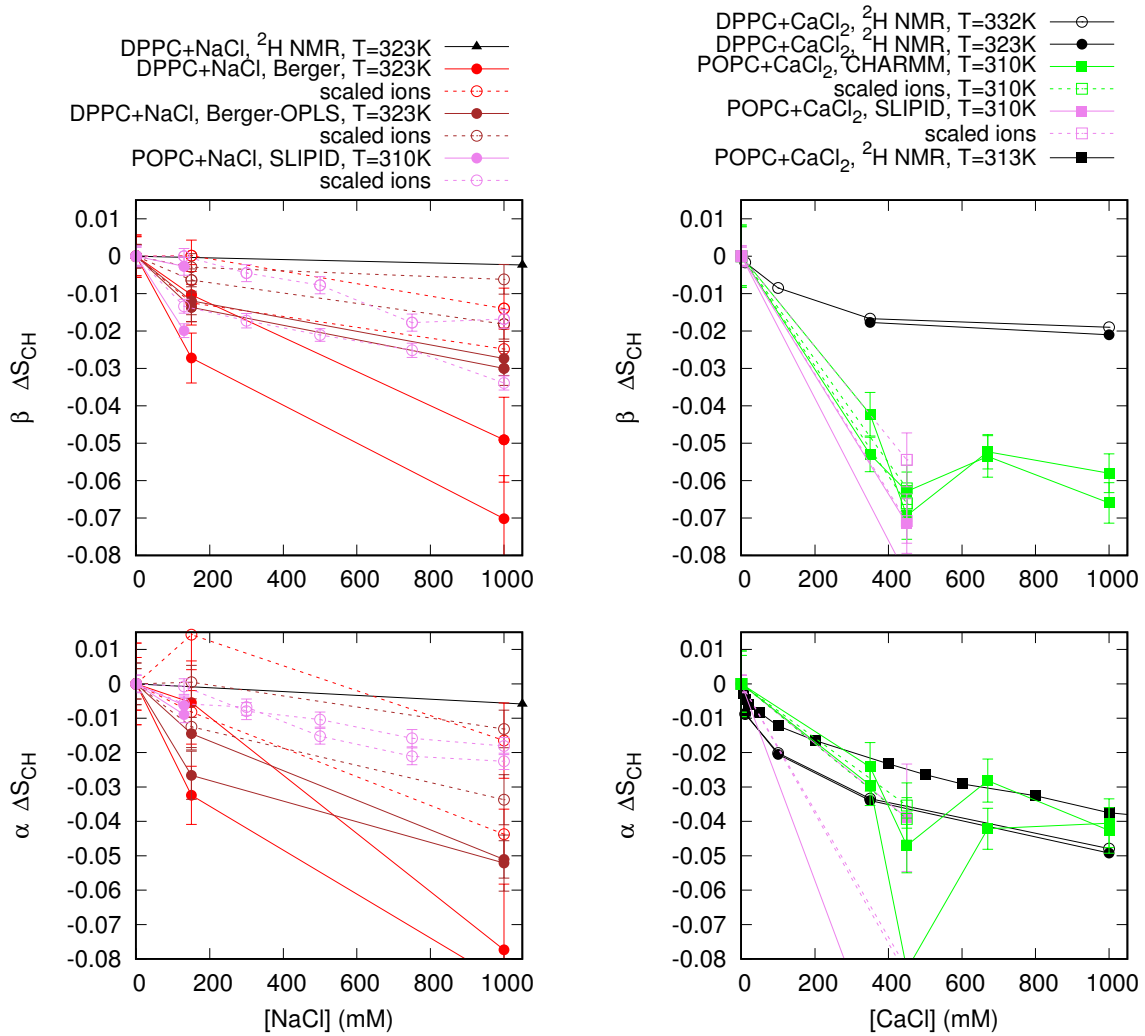 DPPC+NaCl, ²H NMR, T=323K
DPPC+NaCl, Berger, T=323K
scaled ions
DPPC+NaCl, Berger-OPLS, T=323K
scaled ions
POPC+NaCl, SLIPID, T=310K
scaled ions
0.01
0
-0.01
-0.02
-0.03
-0.04
-0.05
-0.06
-0.07
-0.08
β ΔS_CH
0 200 400 600 800 1000
DPPC+CaCl₂, ²H NMR, T=332K
DPPC+CaCl₂, ²H NMR, T=323K
POPC+CaCl₂, CHARMM, T=310K
scaled ions, T=310K
POPC+CaCl₂, SLIPID, T=310K
scaled ions
POPC+CaCl₂, ²H NMR, T=313K
0.01
0
-0.01
-0.02
-0.03
-0.04
-0.05
-0.06
-0.07
-0.08
β ΔS_CH
0 200 400 600 800 1000
0.01
0
-0.01
-0.02
-0.03
-0.04
-0.05
-0.06
-0.07
-0.08
α ΔS_CH
0 200 400 600 800 1000
[NaCl] (mM)
0.01
0
-0.01
-0.02
-0.03
-0.04
-0.05
-0.06
-0.07
-0.08
α ΔS_CH
0 200 400 600 800 1000
[CaCl] (mM)